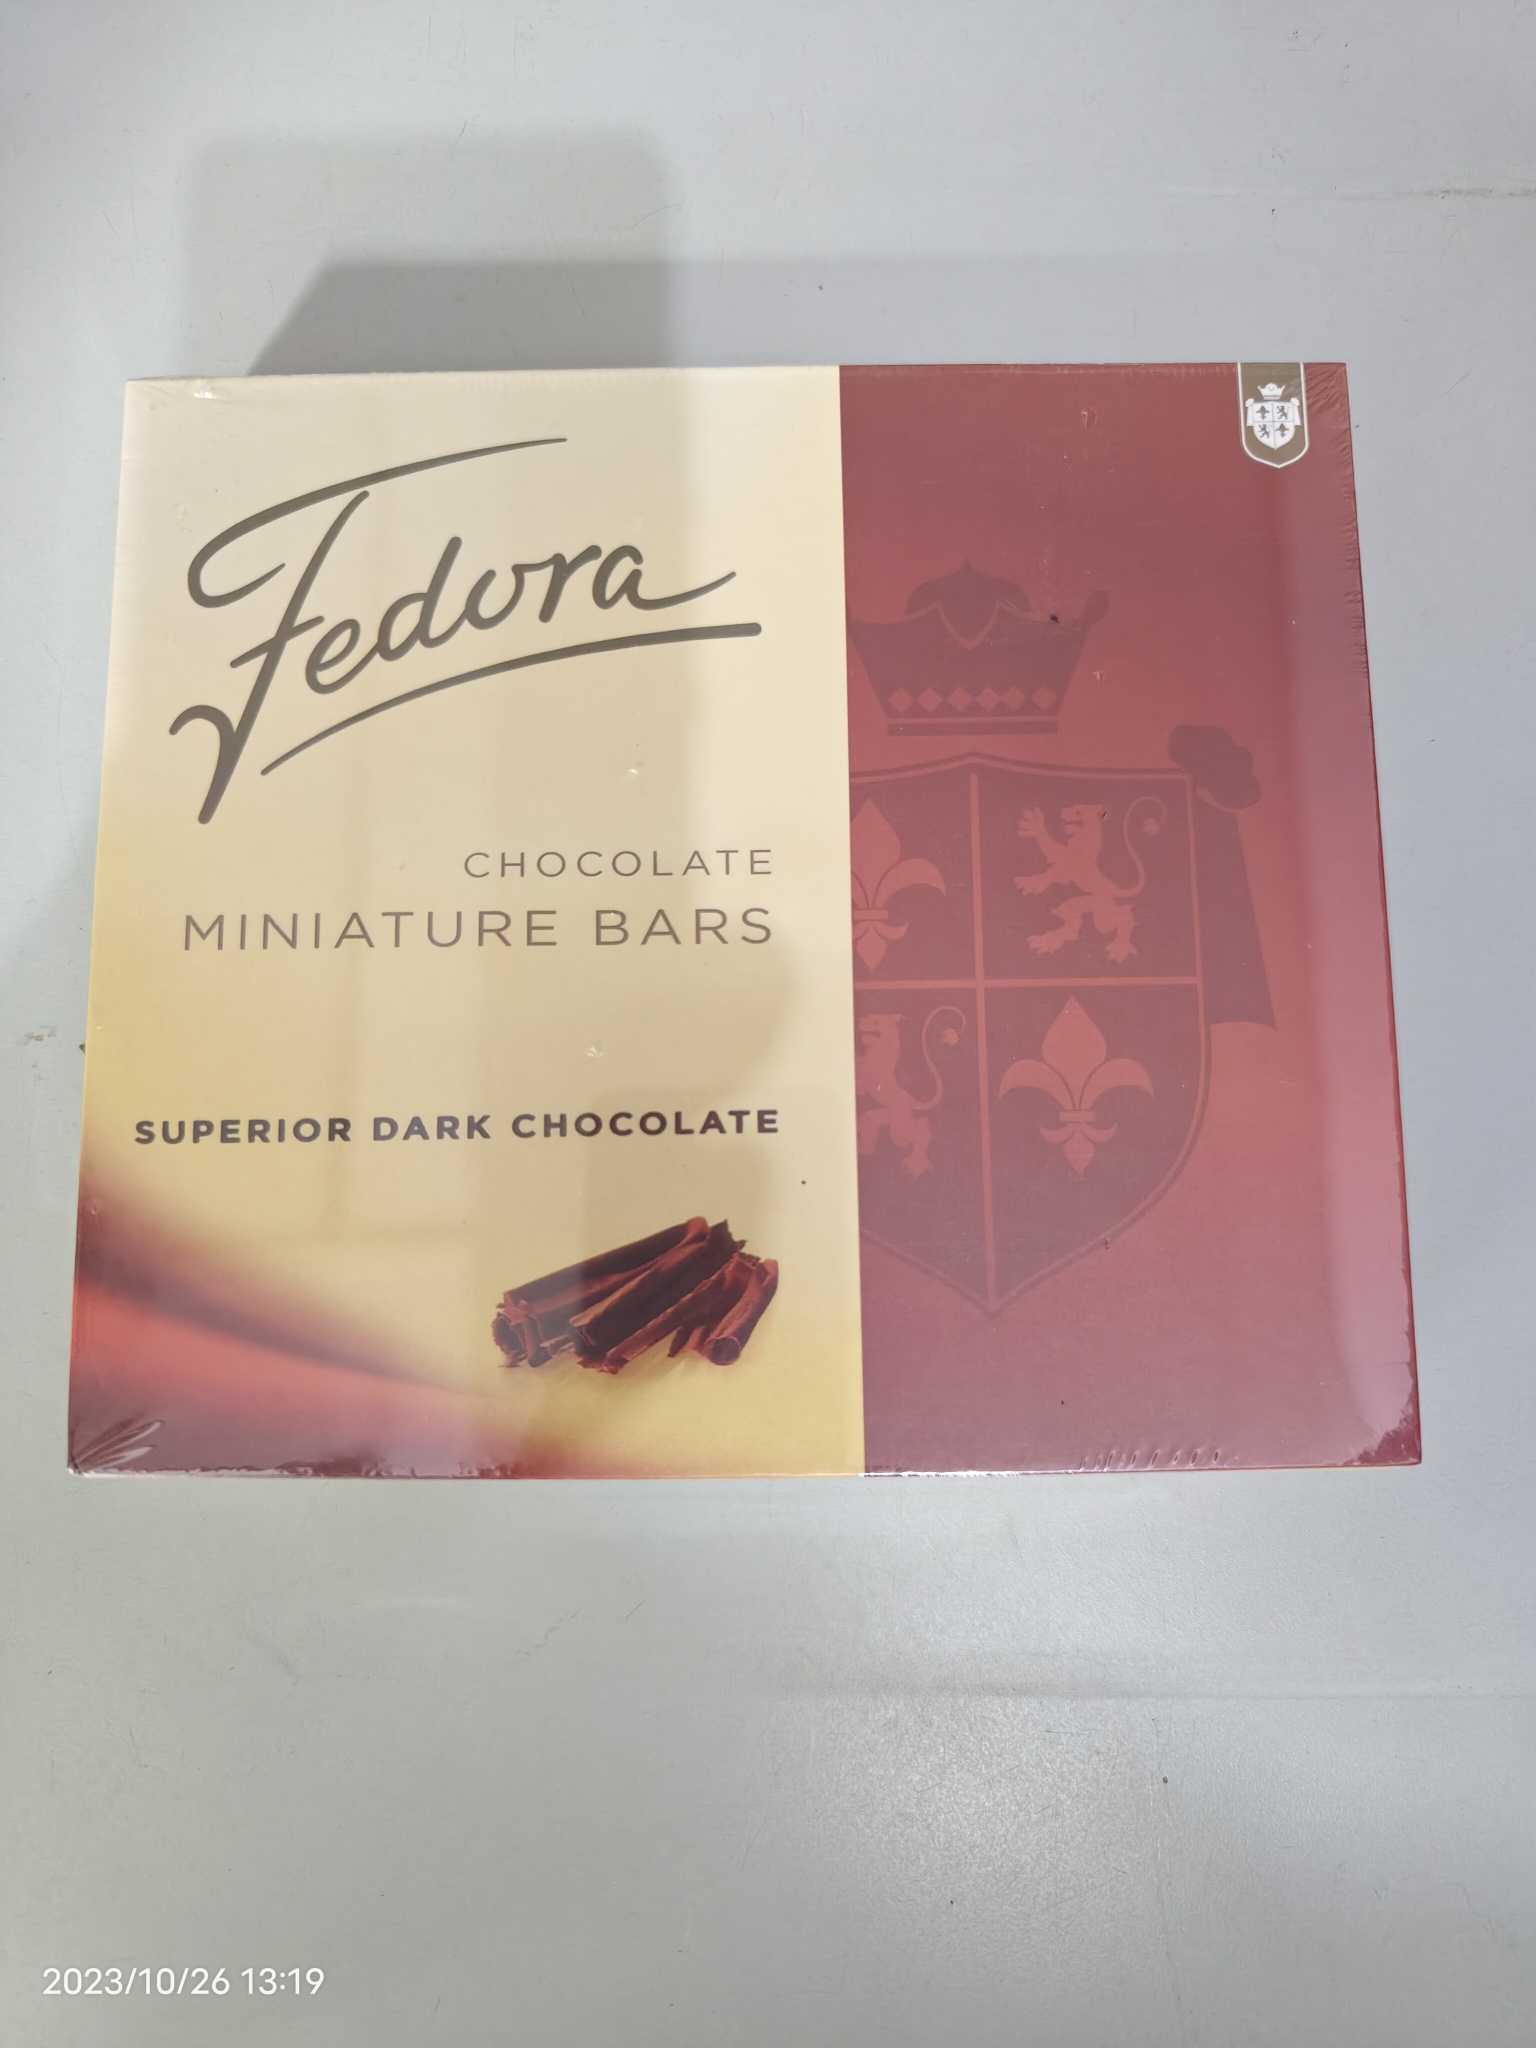 Fedora
CHOCOLATE
MINIATURE BARS
SUPERIOR DARK CHOCOLATE
2023/10/26 13:19